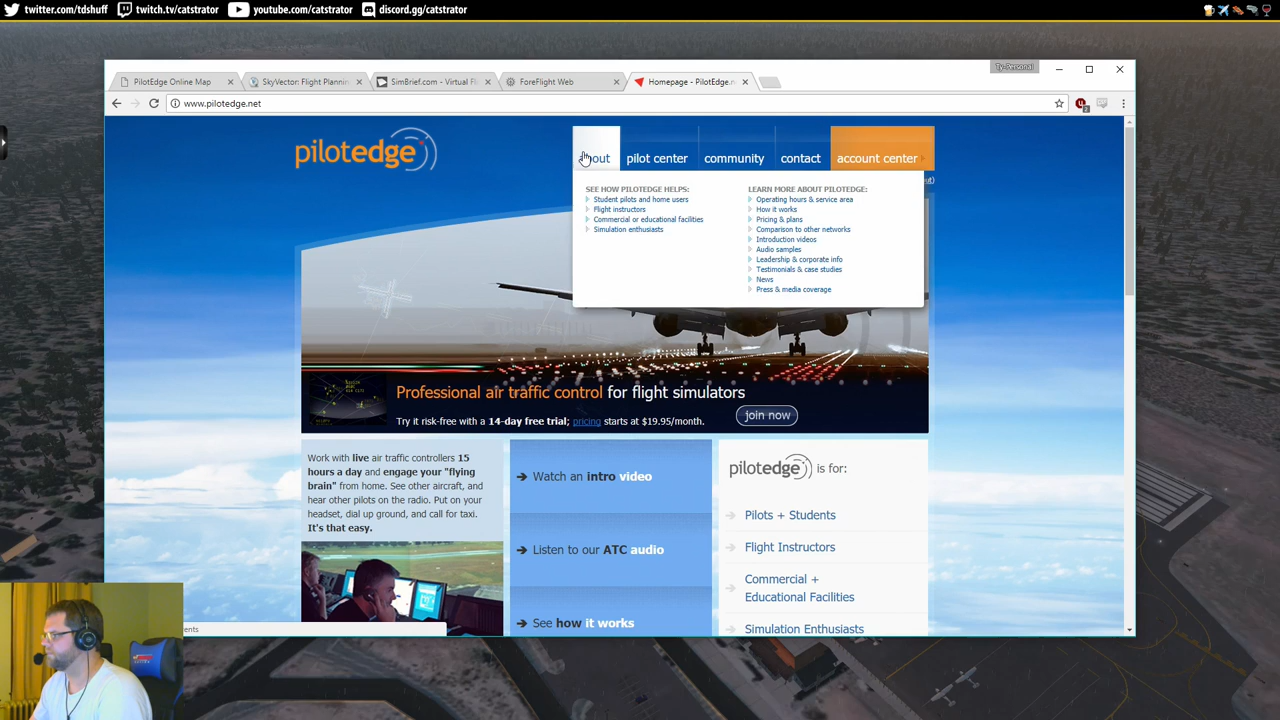 twitter.com/tdshuff twitch.tv/catstrator youtube.com/catstrator discord.gg/catstrator
Ty-Personal
PilotEdge Online Map SkyVector: Flight Plannin SimBrief.com - Virtual Fl ForeFlight Web Homepage - PilotEdge.n
www.pilotedge.net
pilotedge
out pilot center community contact account center
SEE HOW PILOTEDGE HELPS:
Student pilots and home users
Flight instructors
Commercial or educational facilities
Simulation enthusiasts
LEARN MORE ABOUT PILOTEDGE:
Operating hours & service area
How it works
Pricing & plans
Comparison to other networks
Introduction videos
Audio samples
Leadership & corporate info
Testimonials & case studies
News
Press & media coverage
Professional air traffic control for flight simulators
Try it risk-free with a 14-day free trial; pricing starts at $19.95/month.
join now
Work with live air traffic controllers 15
hours a day and engage your "flying
brain" from home. See other aircraft, and
hear other pilots on the radio. Put on your
headset, dial up ground, and call for taxi.
It's that easy.
Watch an intro video
Listen to our ATC audio
See how it works
pilotedge is for:
Pilots + Students
Flight Instructors
Commercial +
Educational Facilities
Simulation Enthusiasts
ents